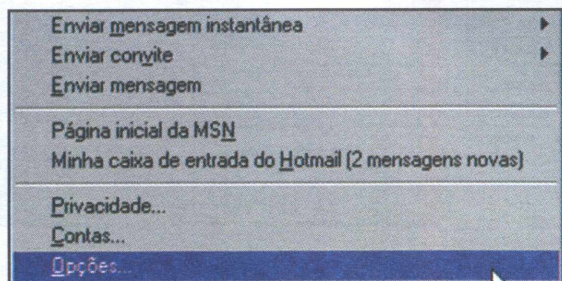 Enviar mensagem instantânea
Enviar convite
Enviar mensagem
Página inicial da MSN
Minha caixa de entrada do Hotmail (2 mensagens novas)
Privacidade...
Contas...
Opções...